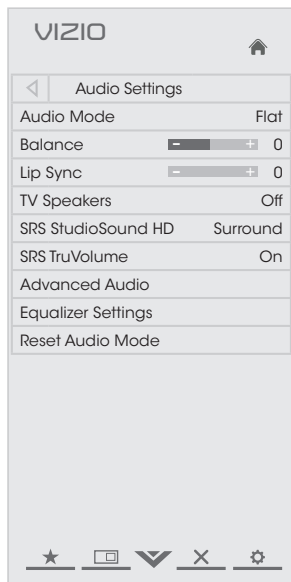 VIZIO
Audio Settings
Audio Mode Flat
Balance - + 0
Lip Sync - + 0
TV Speakers Off
SRS StudioSound HD Surround
SRS TruVolume On
Advanced Audio
Equalizer Settings
Reset Audio Mode